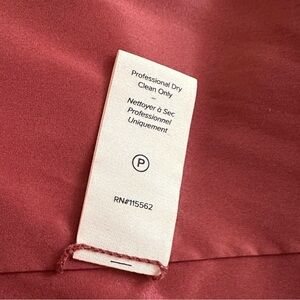 Professional Dry
Clean Only
–
Nettoyer à Sec
Professionnel
Uniquement
P
RN#115562